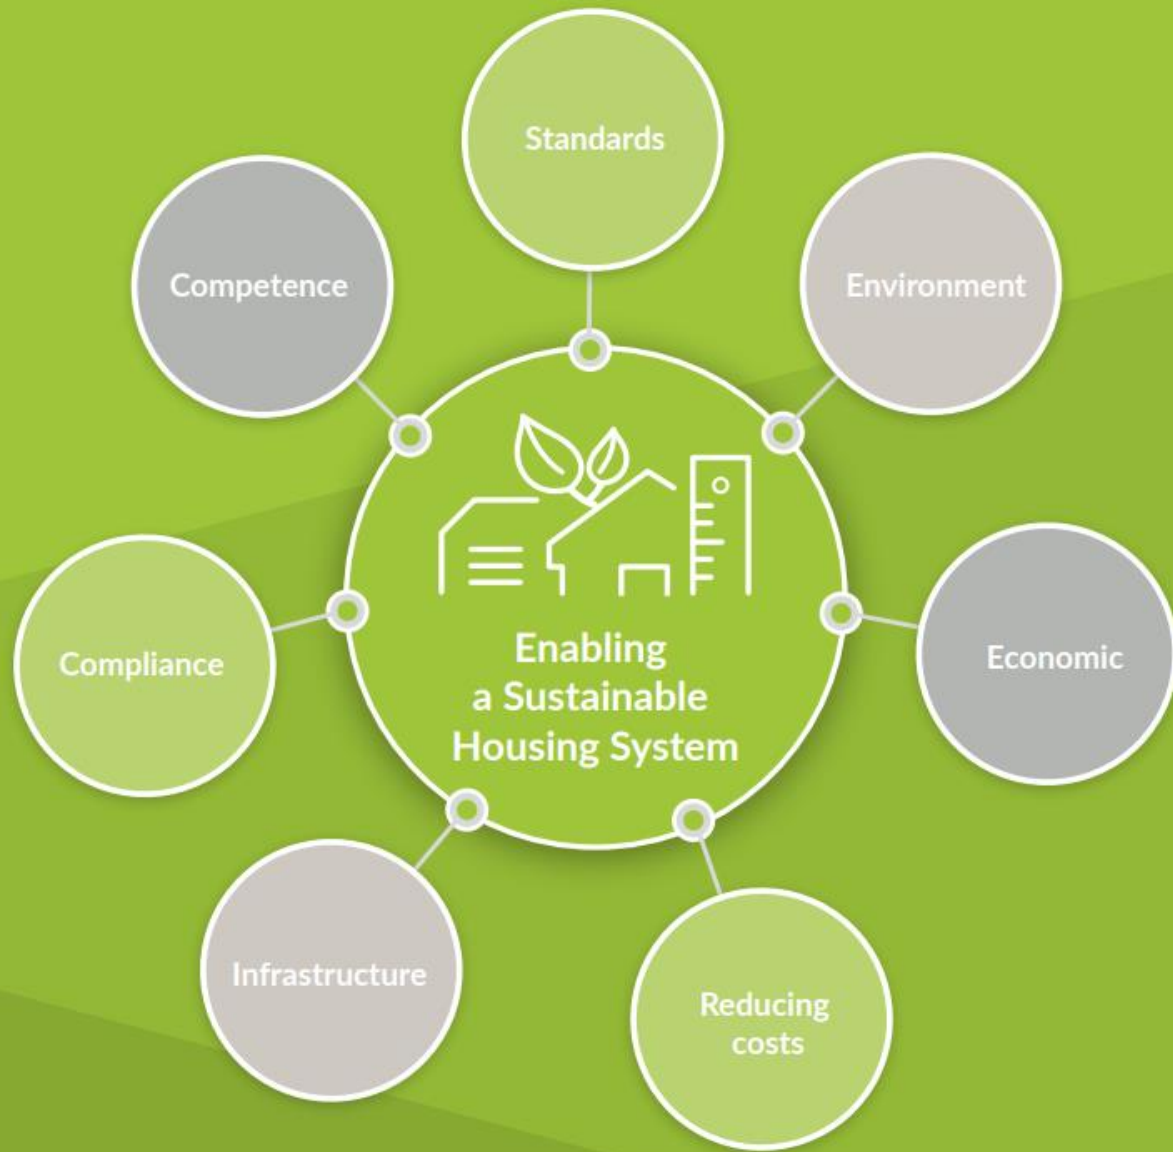 Standards
Environment
Competence
Economic
Compliance
Enabling
a Sustainable
Housing System
Infrastructure
Reducing
costs